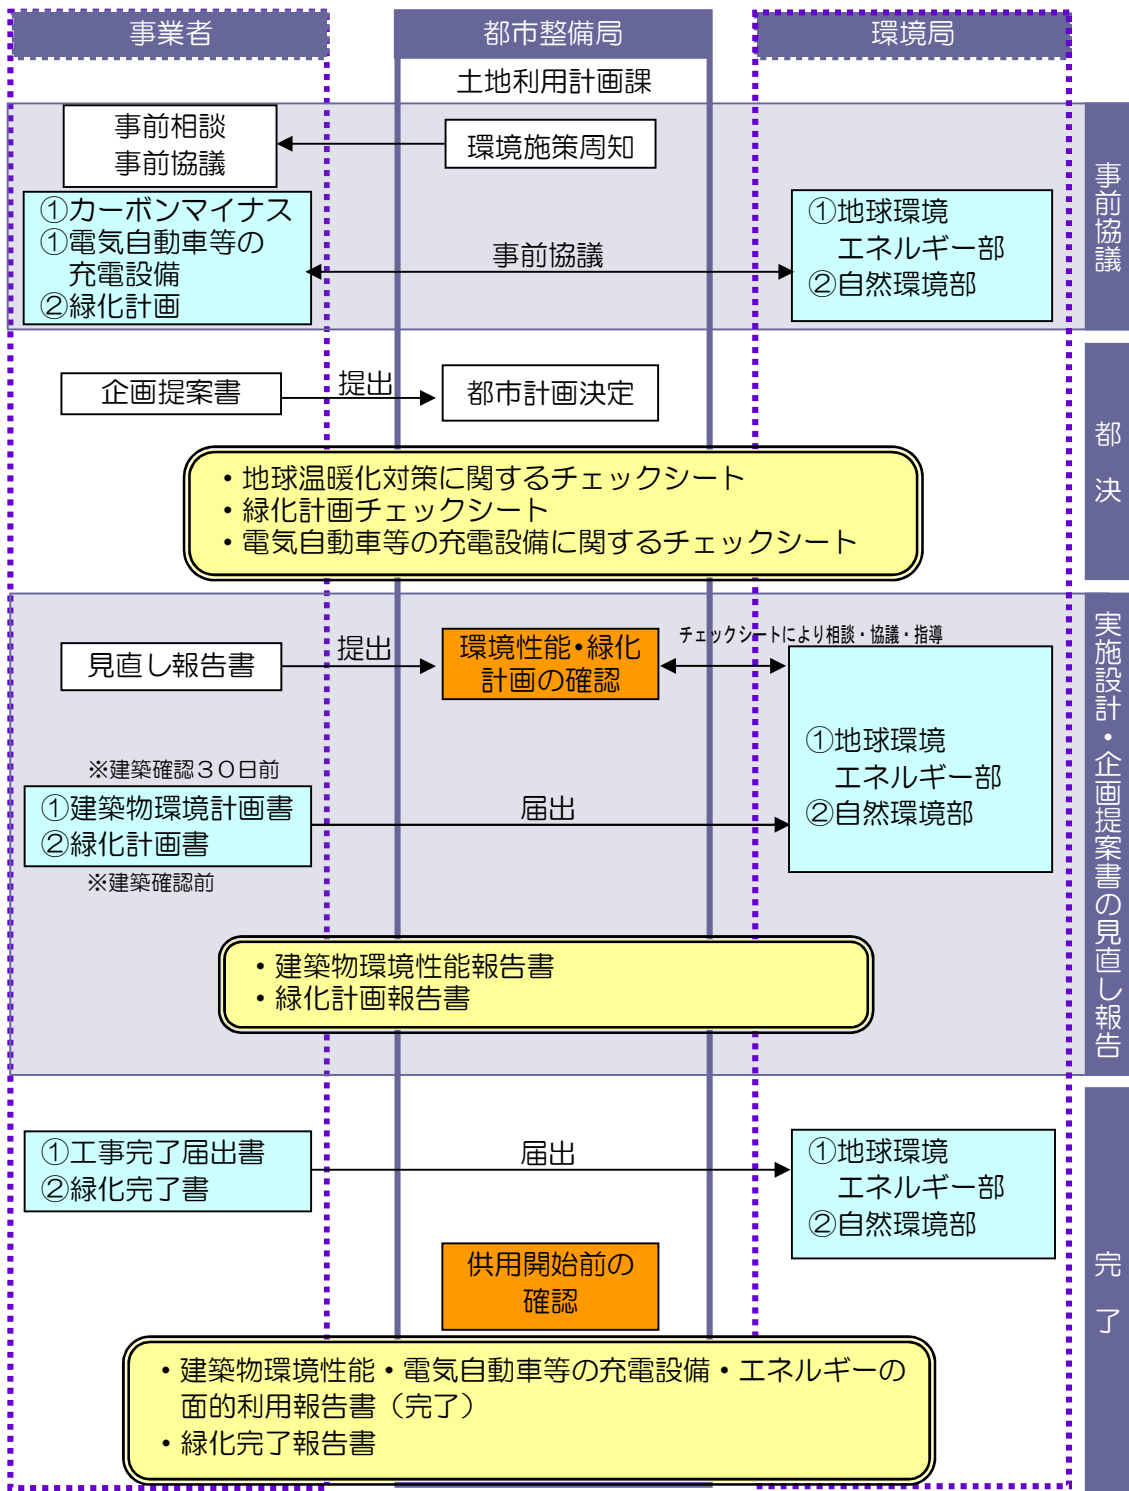 事業者
都市整備局
環境局
土地利用計画課
事前相談
事前協議
環境施策周知
事前協議
①カーボンマイナス
①電気自動車等の
充電設備
②緑化計画
事前協議
①地球環境
エネルギー部
②自然環境部
企画提案書
提出
都市計画決定
都決
・地球温暖化対策に関するチェックシート
・緑化計画チェックシート
・電気自動車等の充電設備に関するチェックシート
実施設計・企画提案書の見直し報告
見直し報告書
提出
環境性能・緑化
計画の確認
チェックシートにより相談・協議・指導
①地球環境
エネルギー部
②自然環境部
※建築確認30日前
①建築物環境計画書
②緑化計画書
※建築確認前
届出
・建築物環境性能報告書
・緑化計画報告書
完了
①工事完了届出書
②緑化完了書
届出
①地球環境
エネルギー部
②自然環境部
供用開始前の
確認
・建築物環境性能・電気自動車等の充電設備・エネルギーの
面的利用報告書（完了）
・緑化完了報告書